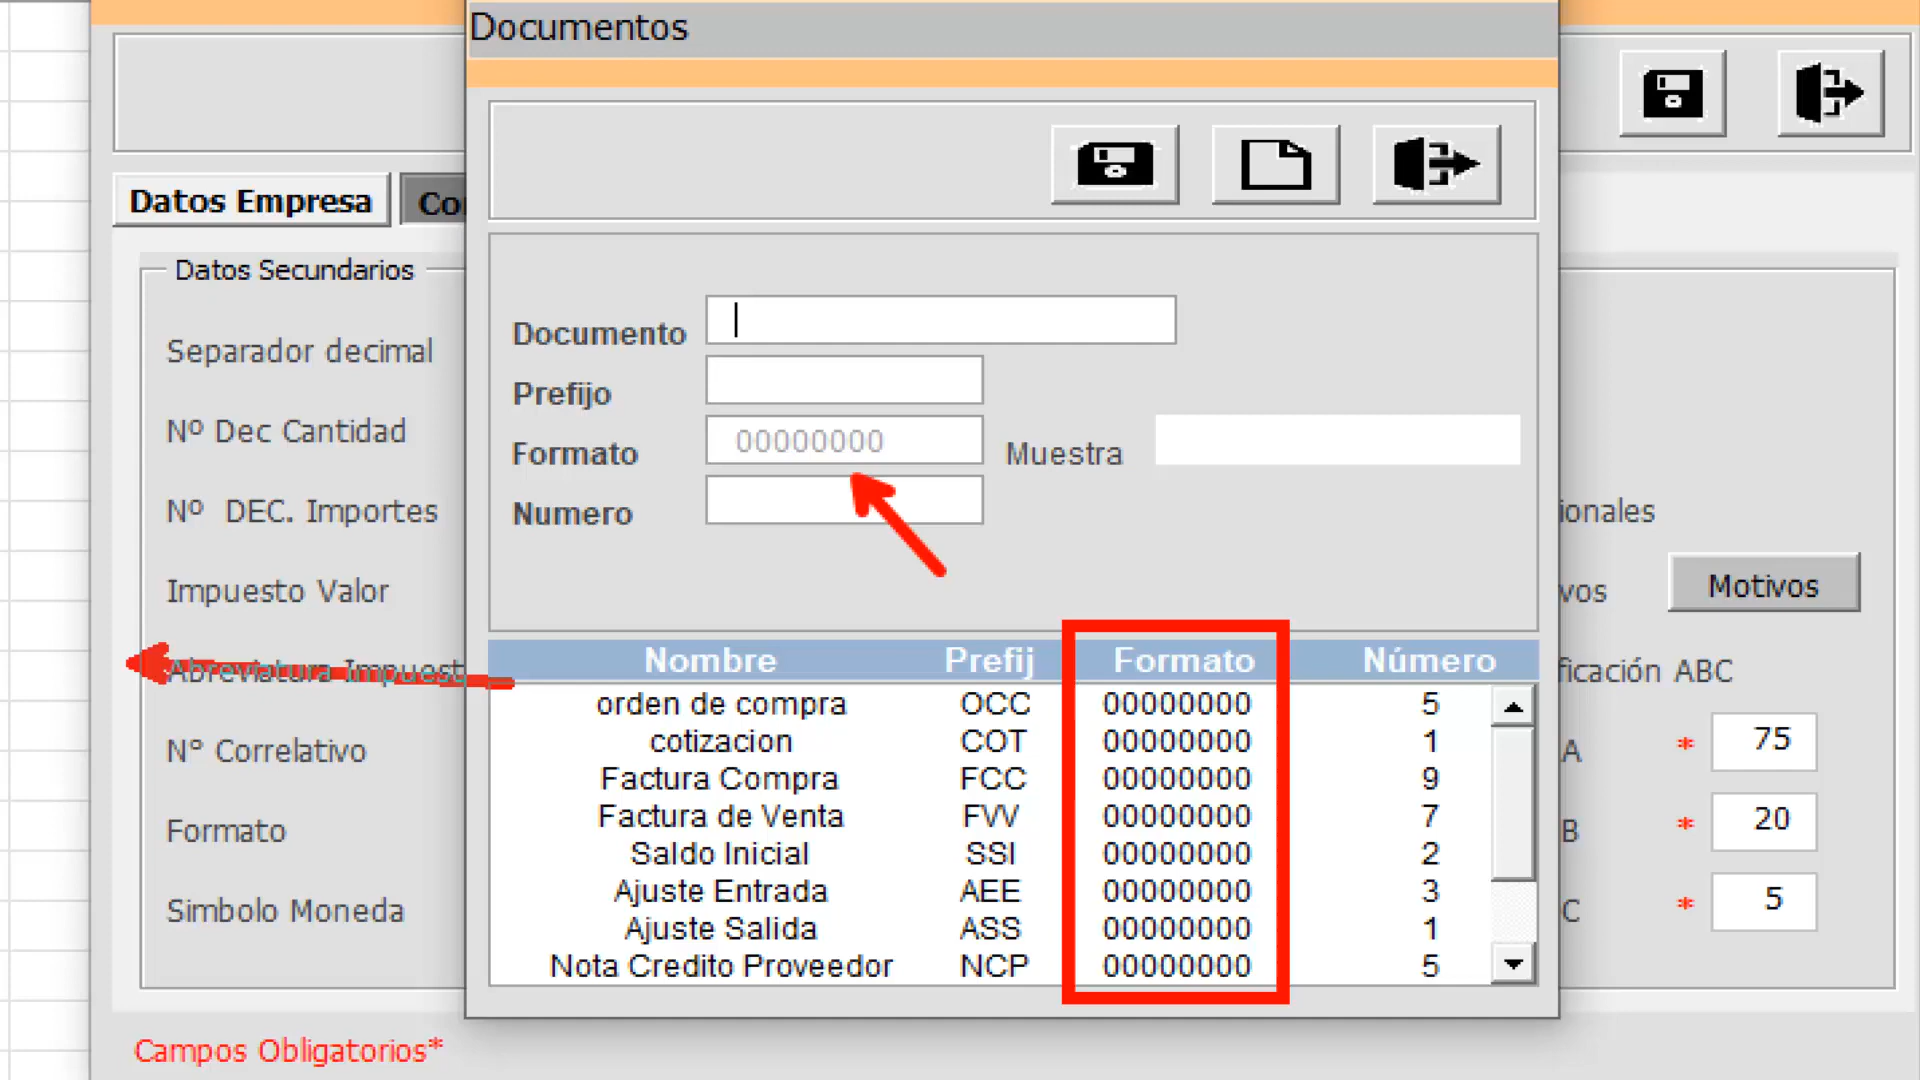 Documentos
Datos Empresa
Datos Secundarios
Separador decimal
Nº Dec Cantidad
Nº DEC. Importes
Impuesto Valor
Abreviatura Impuest
N° Correlativo
Formato
Simbolo Moneda
Campos Obligatorios*
Documento
Prefijo
Formato 00000000 Muestra
Numero
Nombre Prefij Formato Número
orden de compra OCC 00000000 5
cotizacion COT 00000000 1
Factura Compra FCC 00000000 9
Factura de Venta FVV 00000000 7
Saldo Inicial SSI 00000000 2
Ajuste Entrada AEE 00000000 3
Ajuste Salida ASS 00000000 1
Nota Credito Proveedor NCP 00000000 5
ionales
vos Motivos
ficación ABC
A * 75
B * 20
C * 5